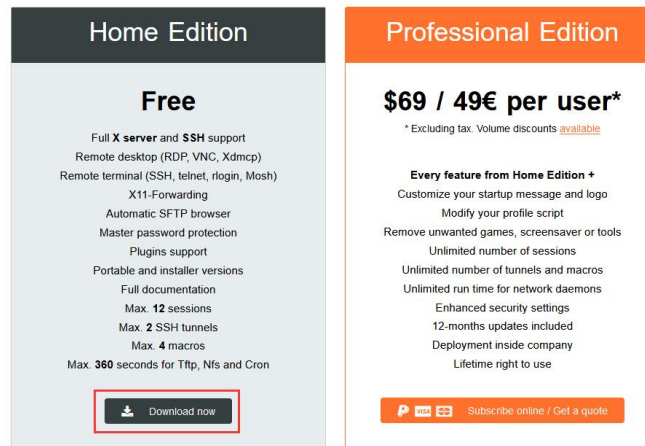 Home Edition
Free
Full X server and SSH support
Remote desktop (RDP, VNC, Xdmcp)
Remote terminal (SSH, telnet, rlogin, Mosh)
X11-Forwarding
Automatic SFTP browser
Master password protection
Plugins support
Portable and installer versions
Full documentation
Max. 12 sessions
Max. 2 SSH tunnels
Max. 4 macros
Max. 360 seconds for Tftp, Nfs and Cron
Download now
Professional Edition
$69 / 49€ per user*
* Excluding tax. Volume discounts available
Every feature from Home Edition +
Customize your startup message and logo
Modify your profile script
Remove unwanted games, screensaver or tools
Unlimited number of sessions
Unlimited number of tunnels and macros
Unlimited run time for network daemons
Enhanced security settings
12-months updates included
Deployment inside company
Lifetime right to use
VISA Subscribe online / Get a quote